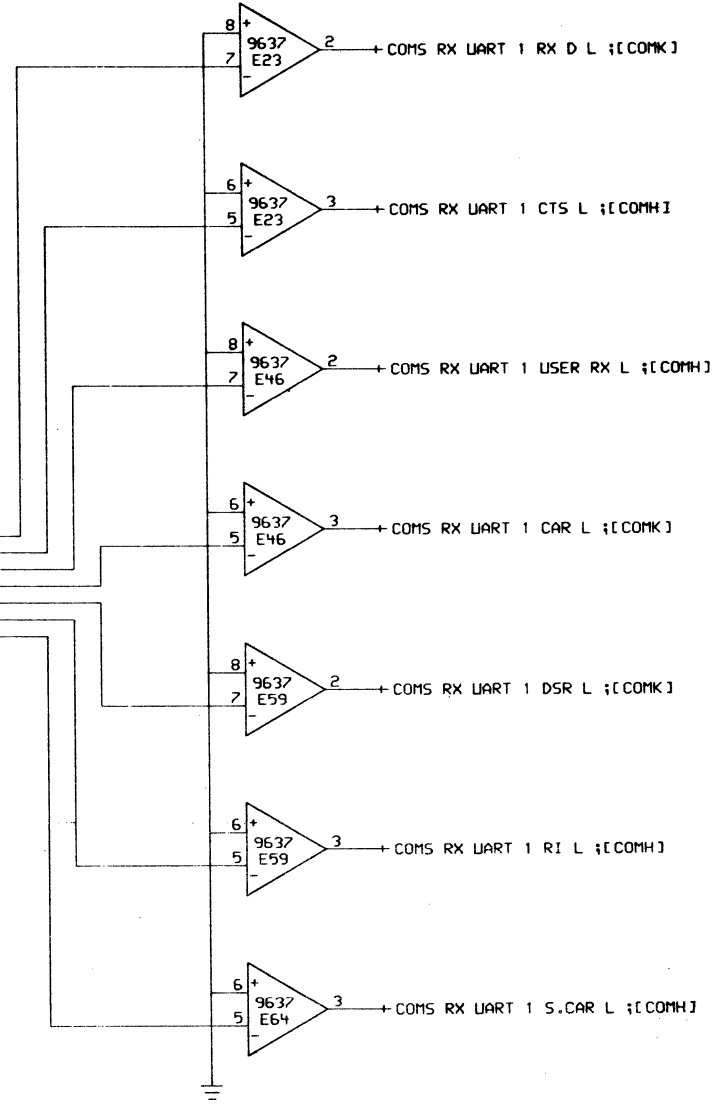 8 +
9637 2 + COMS RX UART 1 RX D L ;[COMK]
7 E23
-
6 +
9637 3 + COMS RX UART 1 CTS L ;[COMH]
5 E23
-
8 +
9637 2 + COMS RX UART 1 USER RX L ;[COMH]
7 E46
-
6 +
9637 3 + COMS RX UART 1 CAR L ;[COMK]
5 E46
-
8 +
9637 2 + COMS RX UART 1 DSR L ;[COMK]
7 E59
-
6 +
9637 3 + COMS RX UART 1 RI L ;[COMH]
5 E59
-
6 +
9637 3 + COMS RX UART 1 S.CAR L ;[COMH]
5 E64
-